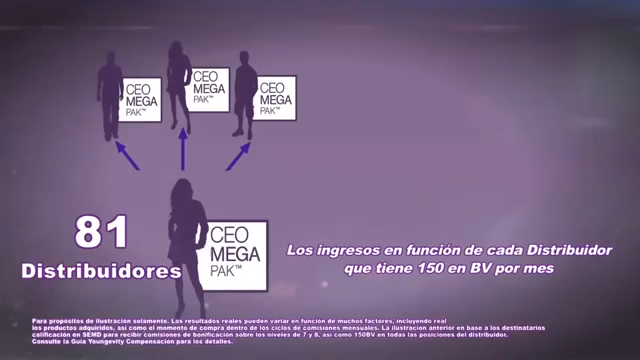 CEO
MEGA
PAK™
CEO
MEGA
PAK™
CEO
MEGA
PAK™
81
Distribuidores
CEO
MEGA
PAK™
Los ingresos en función de cada Distribuidor
que tiene 150 en BV por mes
Para propósitos de ilustración solamente. Los resultados reales pueden variar en función de muchos factores, incluyendo real
los productos adquiridos, así como el momento de compra dentro de los ciclos de comisiones mensuales. La ilustración anterior en base a los destinatarios
calificación en SEMD para recibir comisiones de bonificación sobre los niveles de 7 y 8, así como 150BV en todas las posiciones del distribuidor.
Consulte la Guía Youngevity Compensación para los detalles.